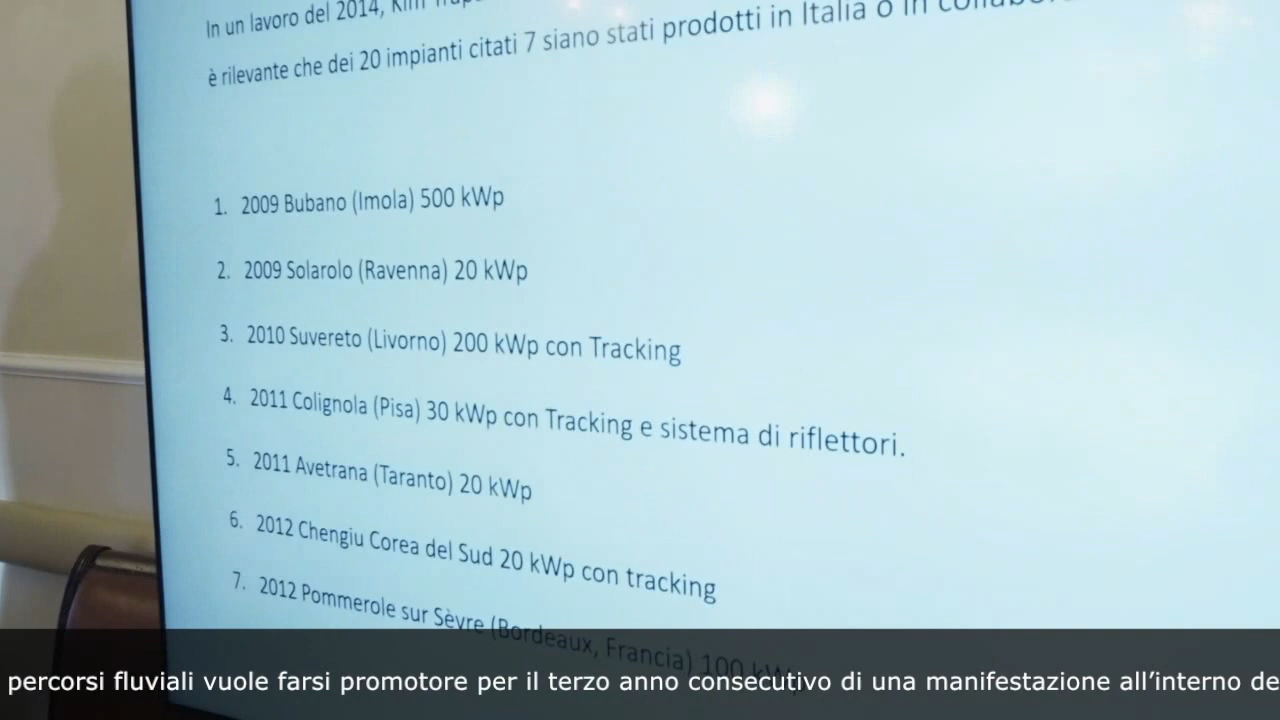 In un lavoro del 2014, Kim
è rilevante che dei 20 impianti citati 7 siano stati prodotti in Italia o in
1. 2009 Bubano (Imola) 500 kWp
2. 2009 Solarolo (Ravenna) 20 kWp
3. 2010 Suvereto (Livorno) 200 kWp con Tracking
4. 2011 Colignola (Pisa) 30 kWp con Tracking e sistema di riflettori.
5. 2011 Avetrana (Taranto) 20 kWp
6. 2012 Chengiu Corea del Sud 20 kWp con tracking
7. 2012 Pommerole sur Sèvre (Bordeaux, Francia) 100 kWp
percorsi fluviali vuole farsi promotore per il terzo anno consecutivo di una manifestazione all'interno de